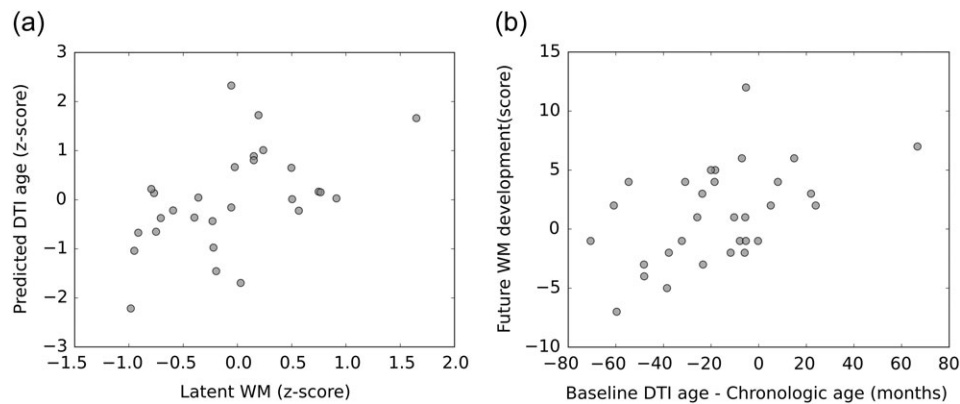 (a)
(b)
3
2
1
0
−1
−2
−3
Predicted DTI age (z-score)
−1.5 −1.0 −0.5 0.0 0.5 1.0 1.5 2.0
Latent WM (z-score)
15
10
5
0
−5
−10
Future WM development(score)
−80 −60 −40 −20 0 20 40 60 80
Baseline DTI age - Chronologic age (months)